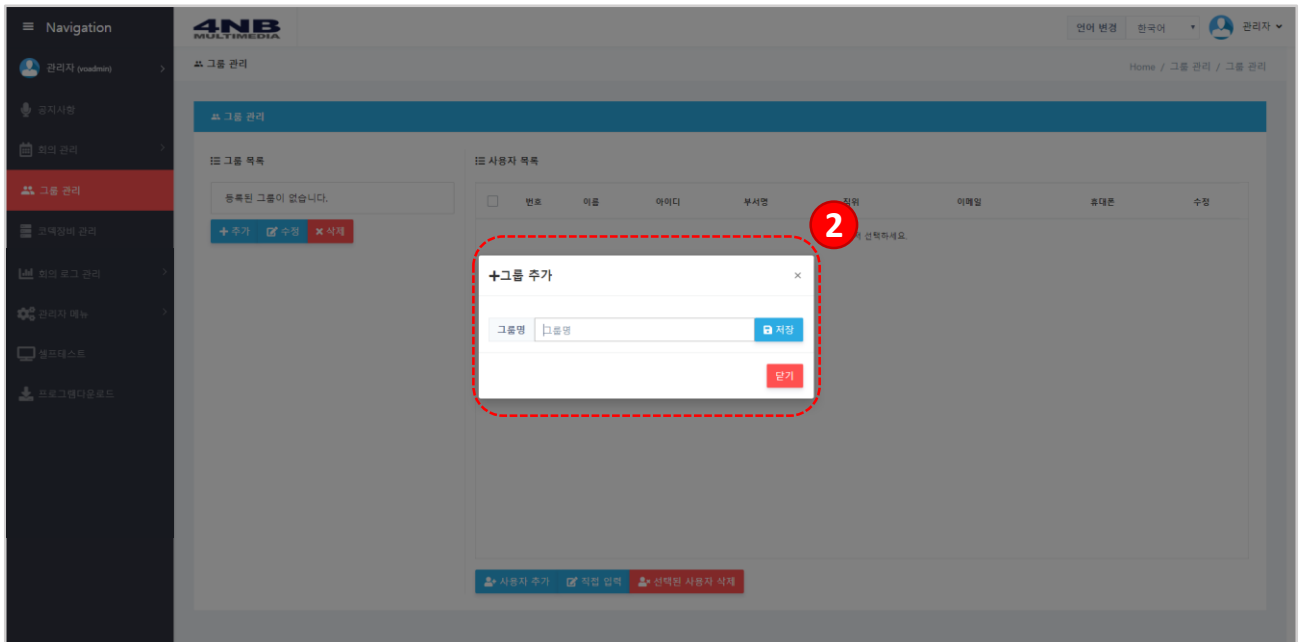 Navigation
4NB
MULTIMEDIA
언어 변경 한국어 관리자
관리자 (voadmin)
그룹 관리
Home / 그룹 관리 / 그룹 관리
공지사항
회의 관리
그룹 관리
코덱장비 관리
회의 로그 관리
관리자 메뉴
셀프테스트
프로그램다운로드
그룹 관리
그룹 목록
등록된 그룹이 없습니다.
추가 수정 삭제
사용자 목록
번호 이름 아이디 부서명 직위 이메일 휴대폰 수정
선택하세요.
2
+그룹 추가 ×
그룹명 그룹명 저장
닫기
사용자 추가 직접 입력 선택된 사용자 삭제